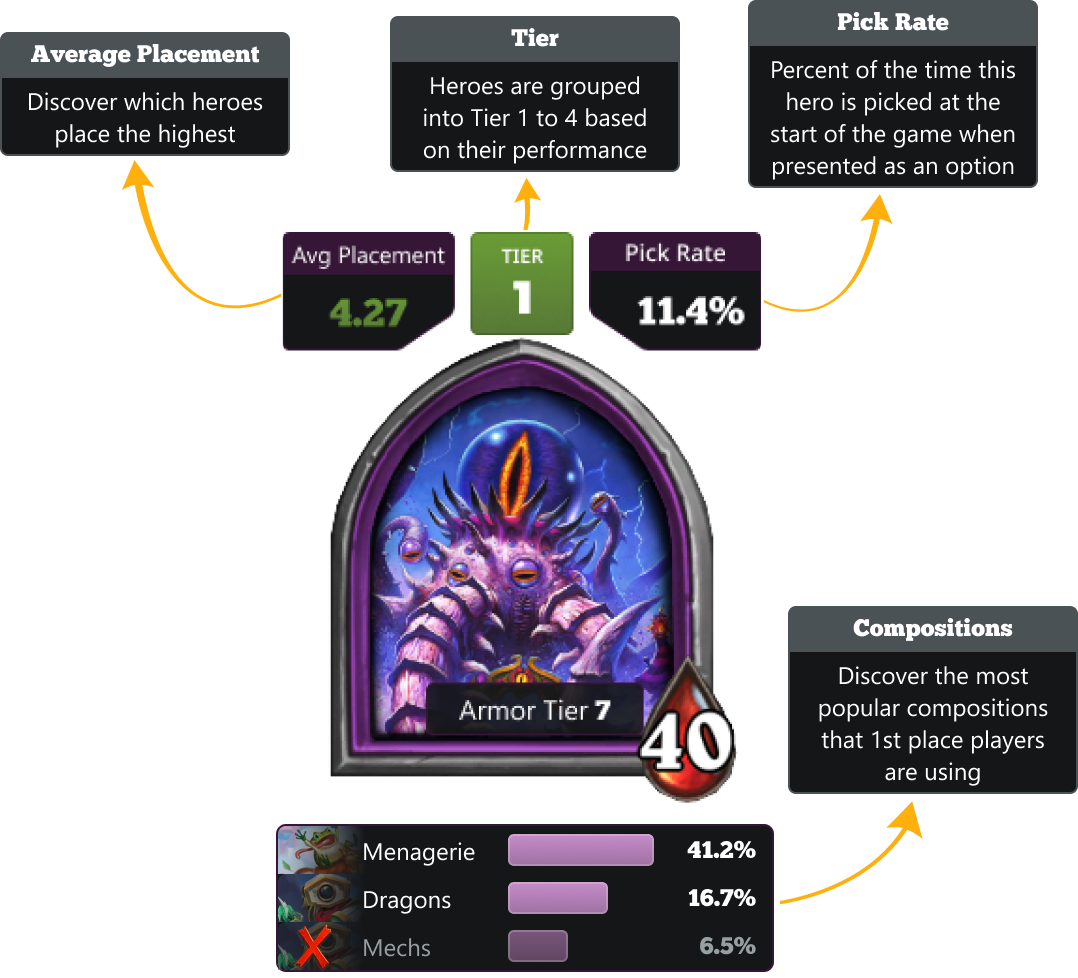 Average Placement
Discover which heroes
place the highest
Tier
Heroes are grouped
into Tier 1 to 4 based
on their performance
Pick Rate
Percent of the time this
hero is picked at the
start of the game when
presented as an option
Avg Placement
4.27
TIER
1
Pick Rate
11.4%
Armor Tier 7
40
Compositions
Discover the most
popular compositions
that 1st place players
are using
Menagerie 41.2%
Dragons 16.7%
Mechs 6.5%